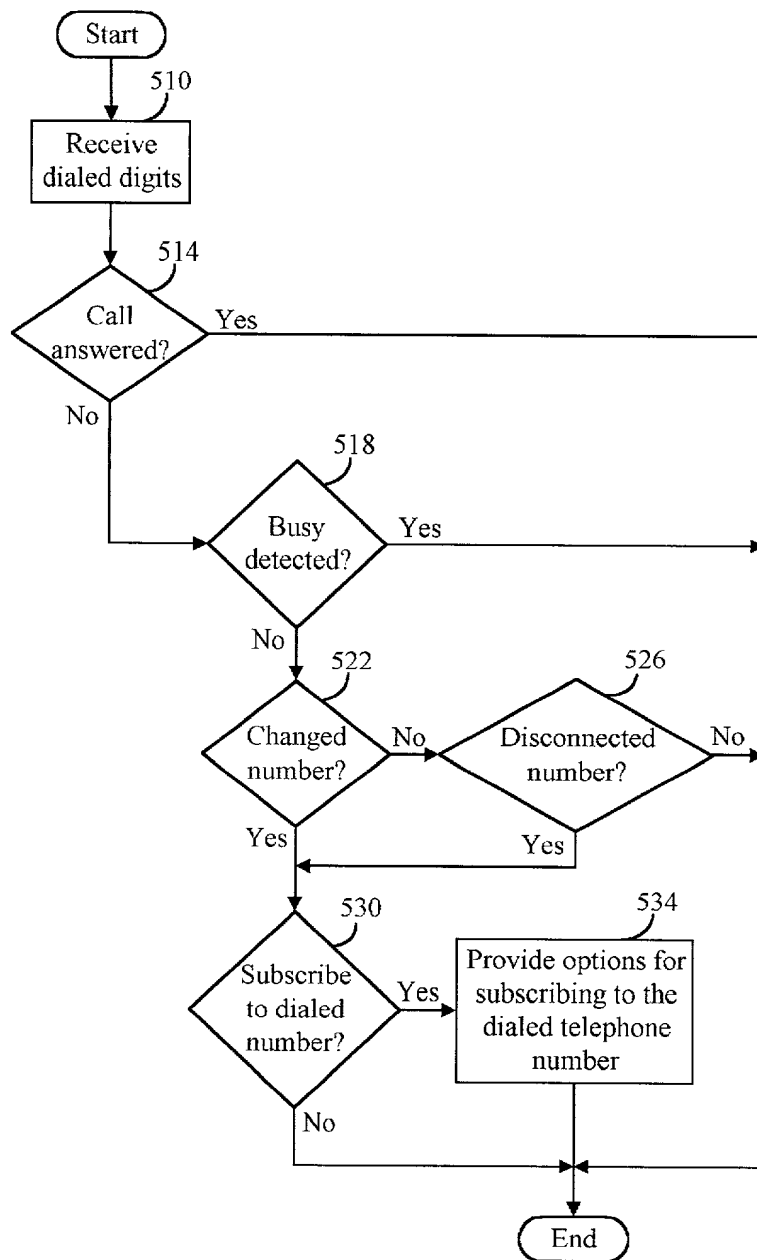 Start
510
Receive
dialed digits
514
Call
answered?
Yes
No
518
Busy
detected?
Yes
No
522
Changed
number?
No
526
Disconnected
number?
No
Yes
Yes
530
Subscribe
to dialed
number?
Yes
534
Provide options for
subscribing to the
dialed telephone
number
No
End